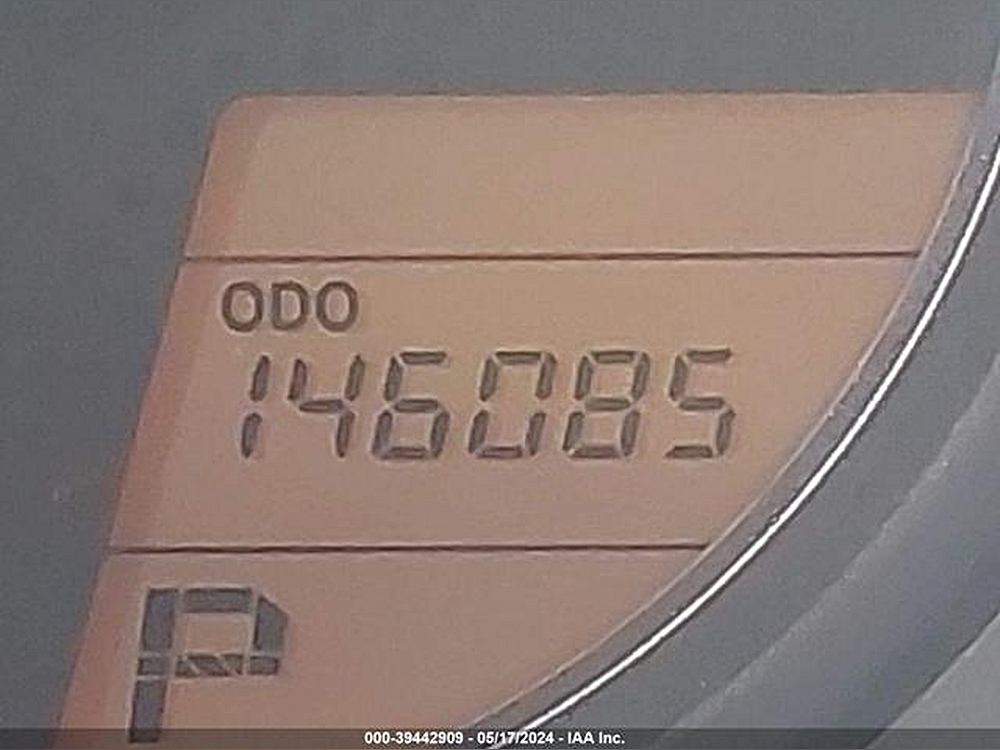 ODO
146085
P
000-39442909 - 05/17/2024 - IAA Inc.